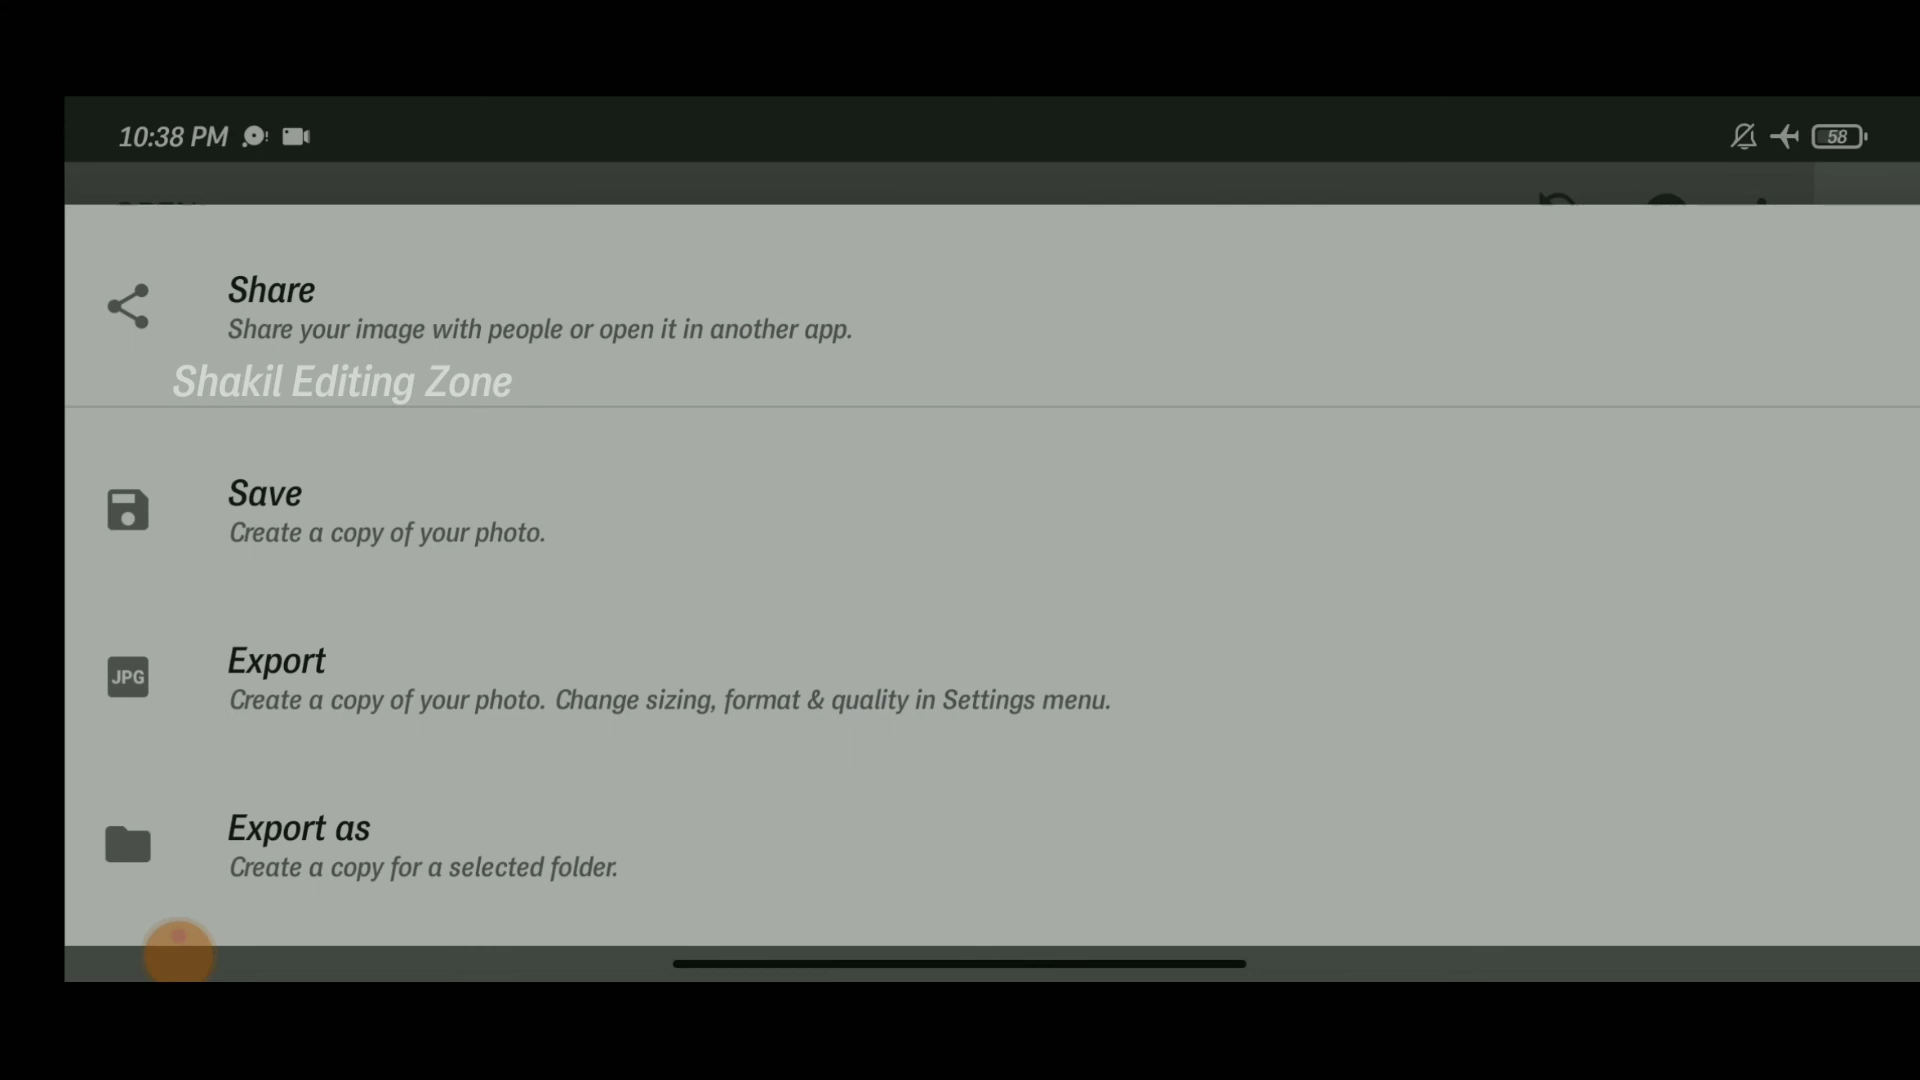 10:38 PM
58
Share
Share your image with people or open it in another app.
Shakil Editing Zone
Save
Create a copy of your photo.
JPG
Export
Create a copy of your photo. Change sizing, format & quality in Settings menu.
Export as
Create a copy for a selected folder.